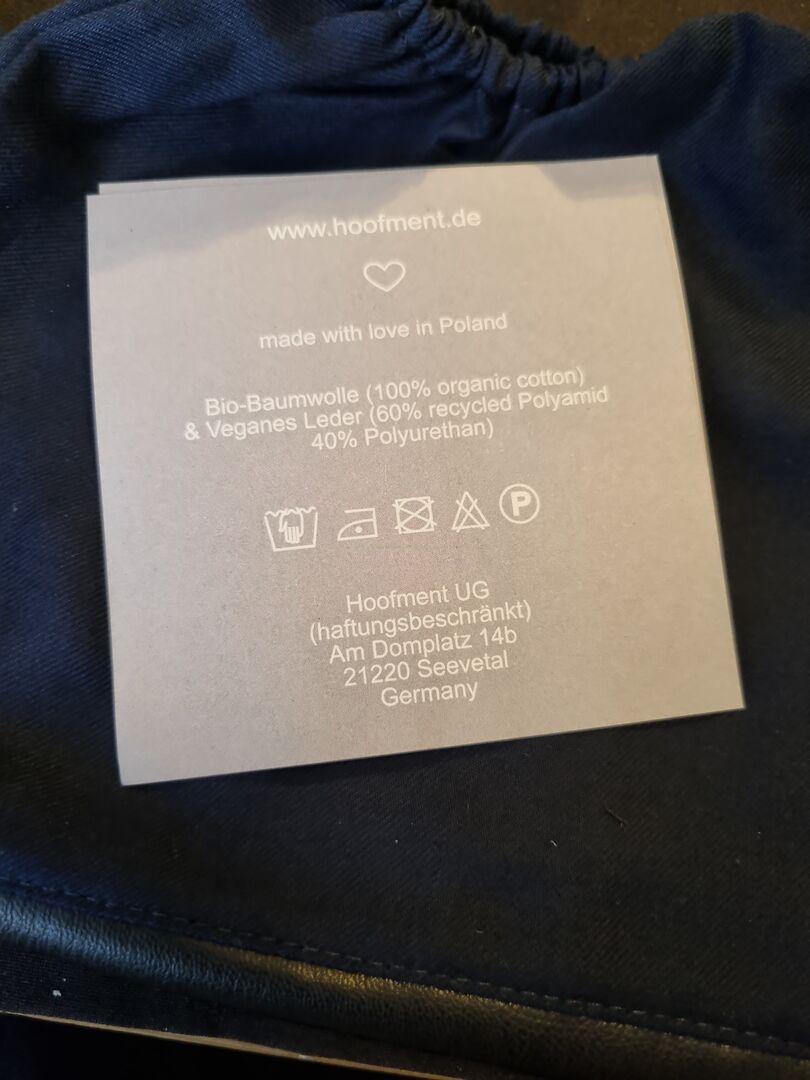 www.hoofment.de
made with love in Poland
Bio-Baumwolle (100% organic cotton)
& Veganes Leder (60% recycled Polyamid
40% Polyurethan)
P
Hoofment UG
(haftungsbeschränkt)
Am Domplatz 14b
21220 Seevetal
Germany